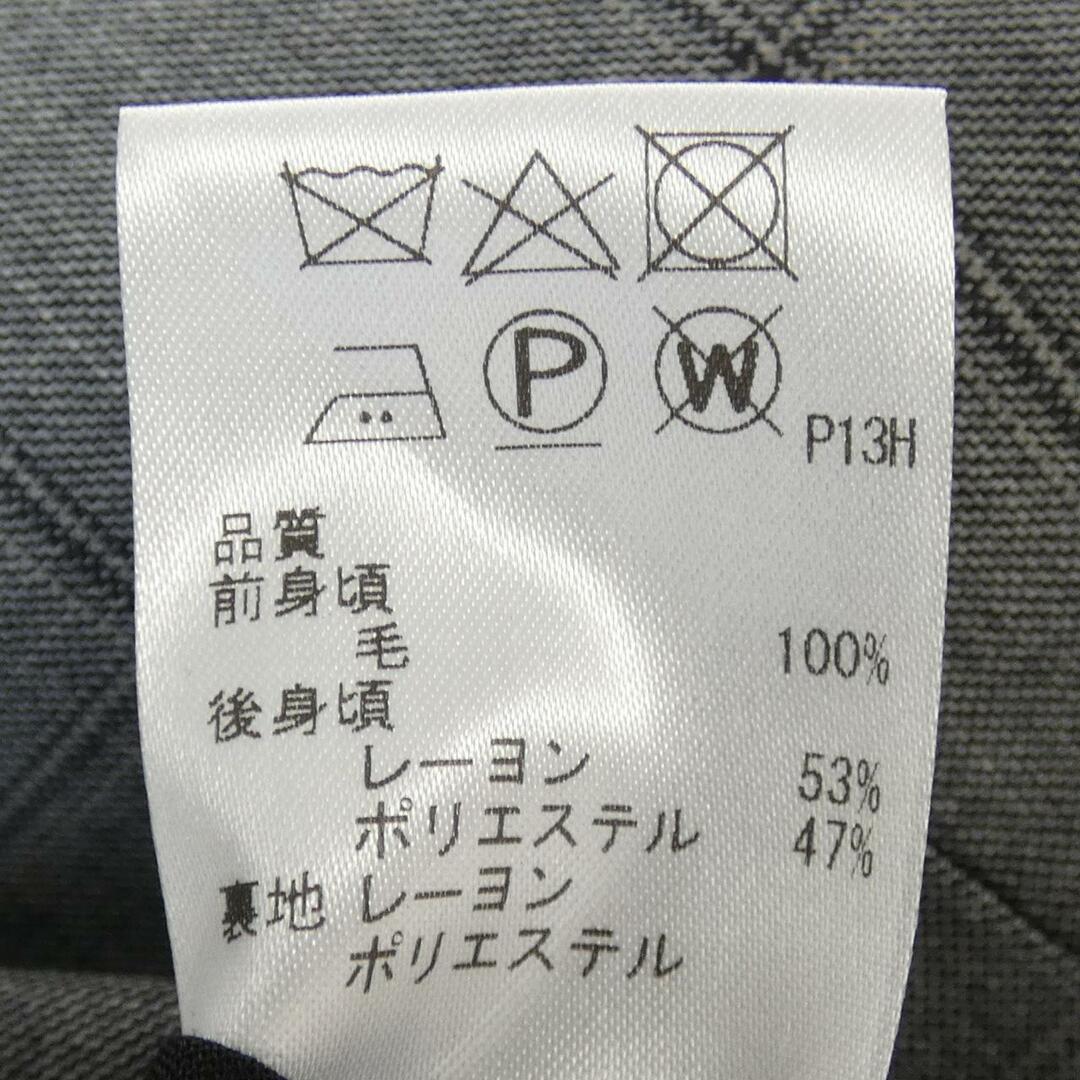 P W P13H
品質
前身頃
毛 100%
後身頃
レーヨン 53%
ポリエステル 47%
裏地 レーヨン
ポリエステル